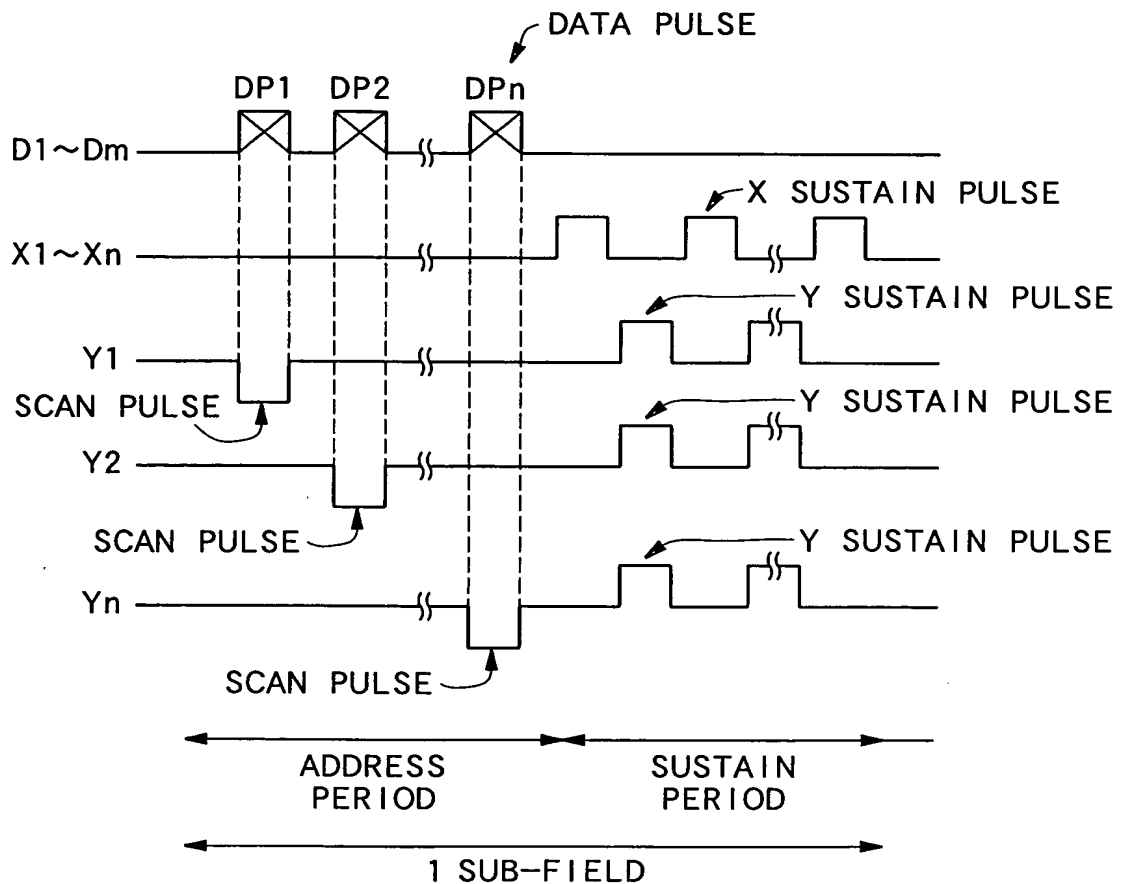 DATA PULSE
DP1 DP2 DPn
D1~Dm
X SUSTAIN PULSE
X1~Xn
Y SUSTAIN PULSE
Y1
SCAN PULSE
Y SUSTAIN PULSE
Y2
SCAN PULSE
Y SUSTAIN PULSE
Yn
SCAN PULSE
ADDRESS
PERIOD
SUSTAIN
PERIOD
1 SUB-FIELD